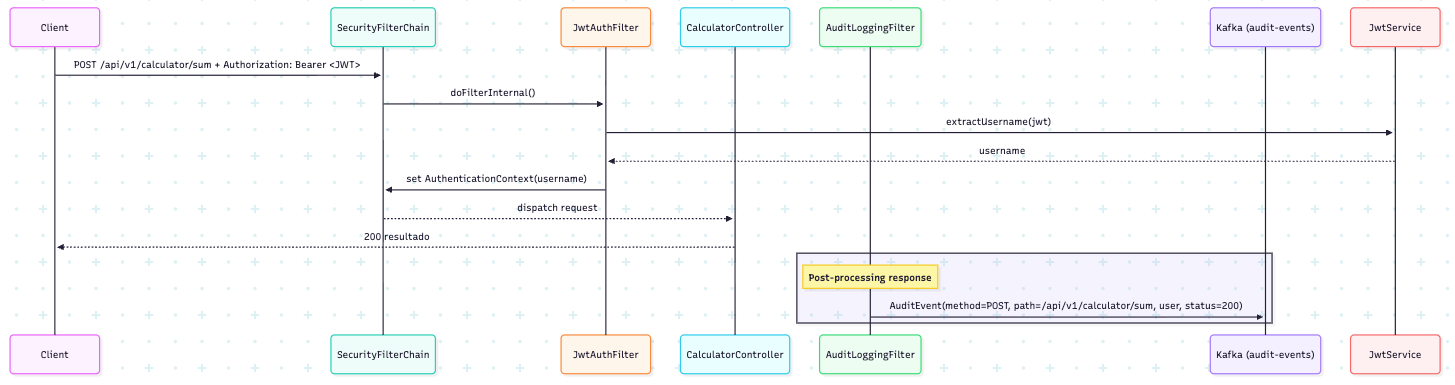 Client
SecurityFilterChain
JwtAuthFilter
CalculatorController
AuditLoggingFilter
Kafka (audit-events)
JwtService
POST /api/v1/calculator/sum + Authorization: Bearer <JWT>
doFilterInternal()
extractUsername(jwt)
username
set AuthenticationContext(username)
dispatch request
200 resultado
Post-processing response
AuditEvent(method=POST, path=/api/v1/calculator/sum, user, status=200)
Client
SecurityFilterChain
JwtAuthFilter
CalculatorController
AuditLoggingFilter
Kafka (audit-events)
JwtService